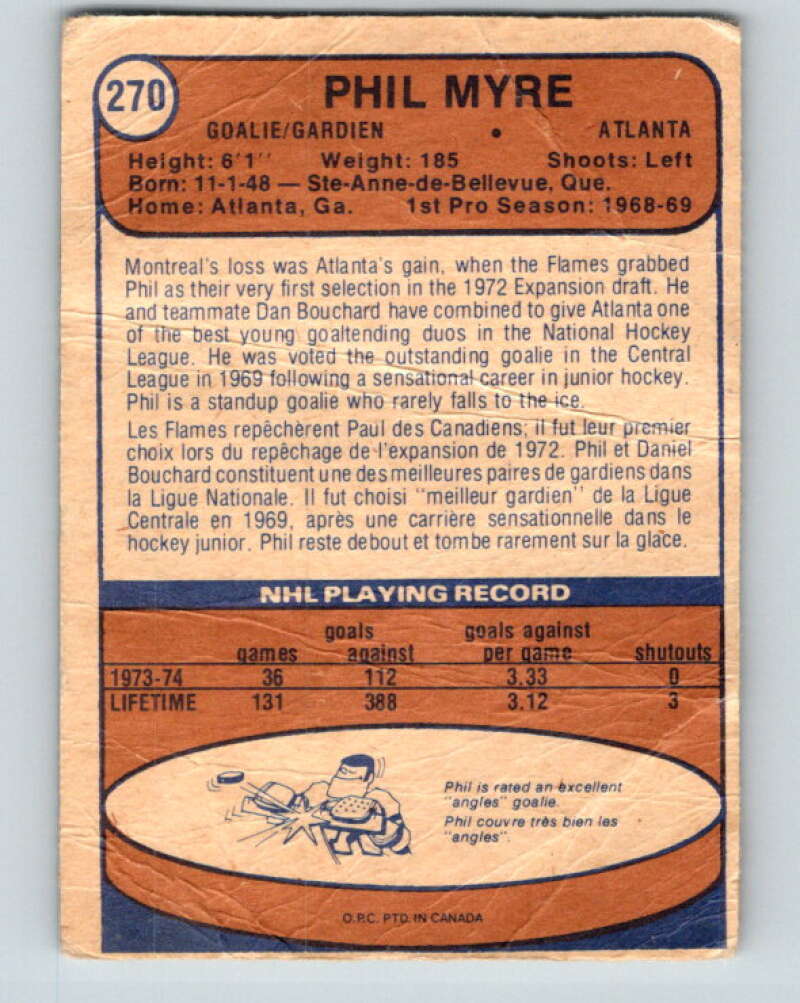 270
PHIL MYRE
GOALIE/GARDIEN • ATLANTA
Height: 6'1'' Weight: 185 Shoots: Left
Born: 11-1-48 — Ste-Anne-de-Bellevue, Que.
Home: Atlanta, Ga. 1st Pro Season: 1968-69
Montreal's loss was Atlanta's gain, when the Flames grabbed
Phil as their very first selection in the 1972 Expansion draft. He
and teammate Dan Bouchard have combined to give Atlanta one
of the best young goaltending duos in the National Hockey
League. He was voted the outstanding goalie in the Central
League in 1969 following a sensational career in junior hockey.
Phil is a standup goalie who rarely falls to the ice.
Les Flames repêchèrent Paul des Canadiens; il fut leur premier
choix lors du repêchage de l'expansion de 1972. Phil et Daniel
Bouchard constituent une des meilleures paires de gardiens dans
la Ligue Nationale. Il fut choisi ''meilleur gardien'' de la Ligue
Centrale en 1969, après une carrière sensationnelle dans le
hockey junior. Phil reste debout et tombe rarement sur la glace.
NHL PLAYING RECORD
goals goals against
games against per game shutouts
1973-74 36 112 3.33 0
LIFETIME 131 388 3.12 3
Phil is rated an excellent
''angles'' goalie.
Phil couvre très bien les
''angles''.
O.P.C. PTD. IN CANADA